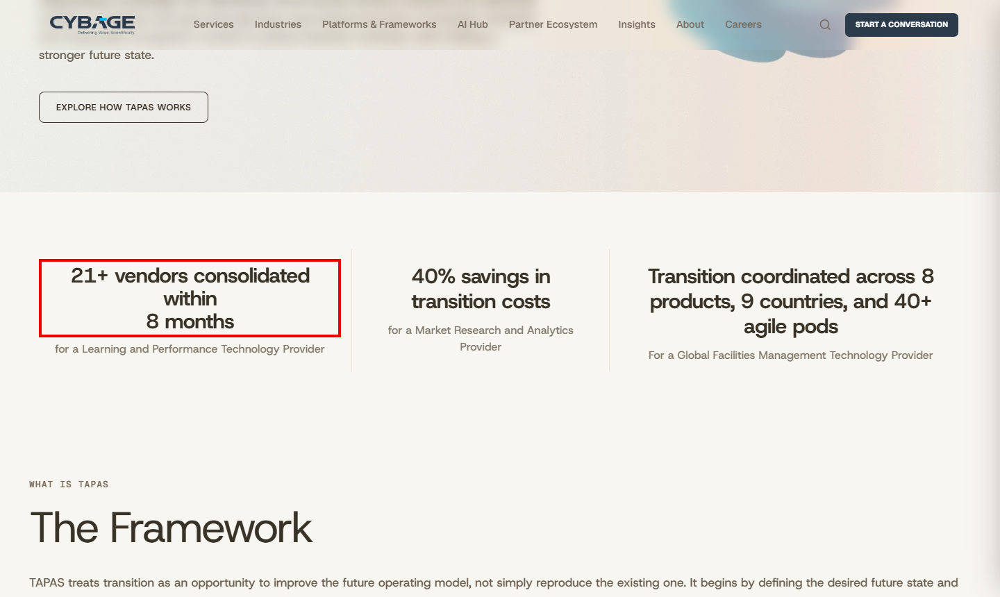 CYBAGE
Delivering Value. Scientifically.
Services
Industries
Platforms & Frameworks
AI Hub
Partner Ecosystem
Insights
About
Careers
START A CONVERSATION
stronger future state.
EXPLORE HOW TAPAS WORKS
21+ vendors consolidated
within
8 months
for a Learning and Performance Technology Provider
40% savings in
transition costs
for a Market Research and Analytics
Provider
Transition coordinated across 8
products, 9 countries, and 40+
agile pods
For a Global Facilities Management Technology Provider
WHAT IS TAPAS
The Framework
TAPAS treats transition as an opportunity to improve the future operating model, not simply reproduce the existing one. It begins by defining the desired future state and